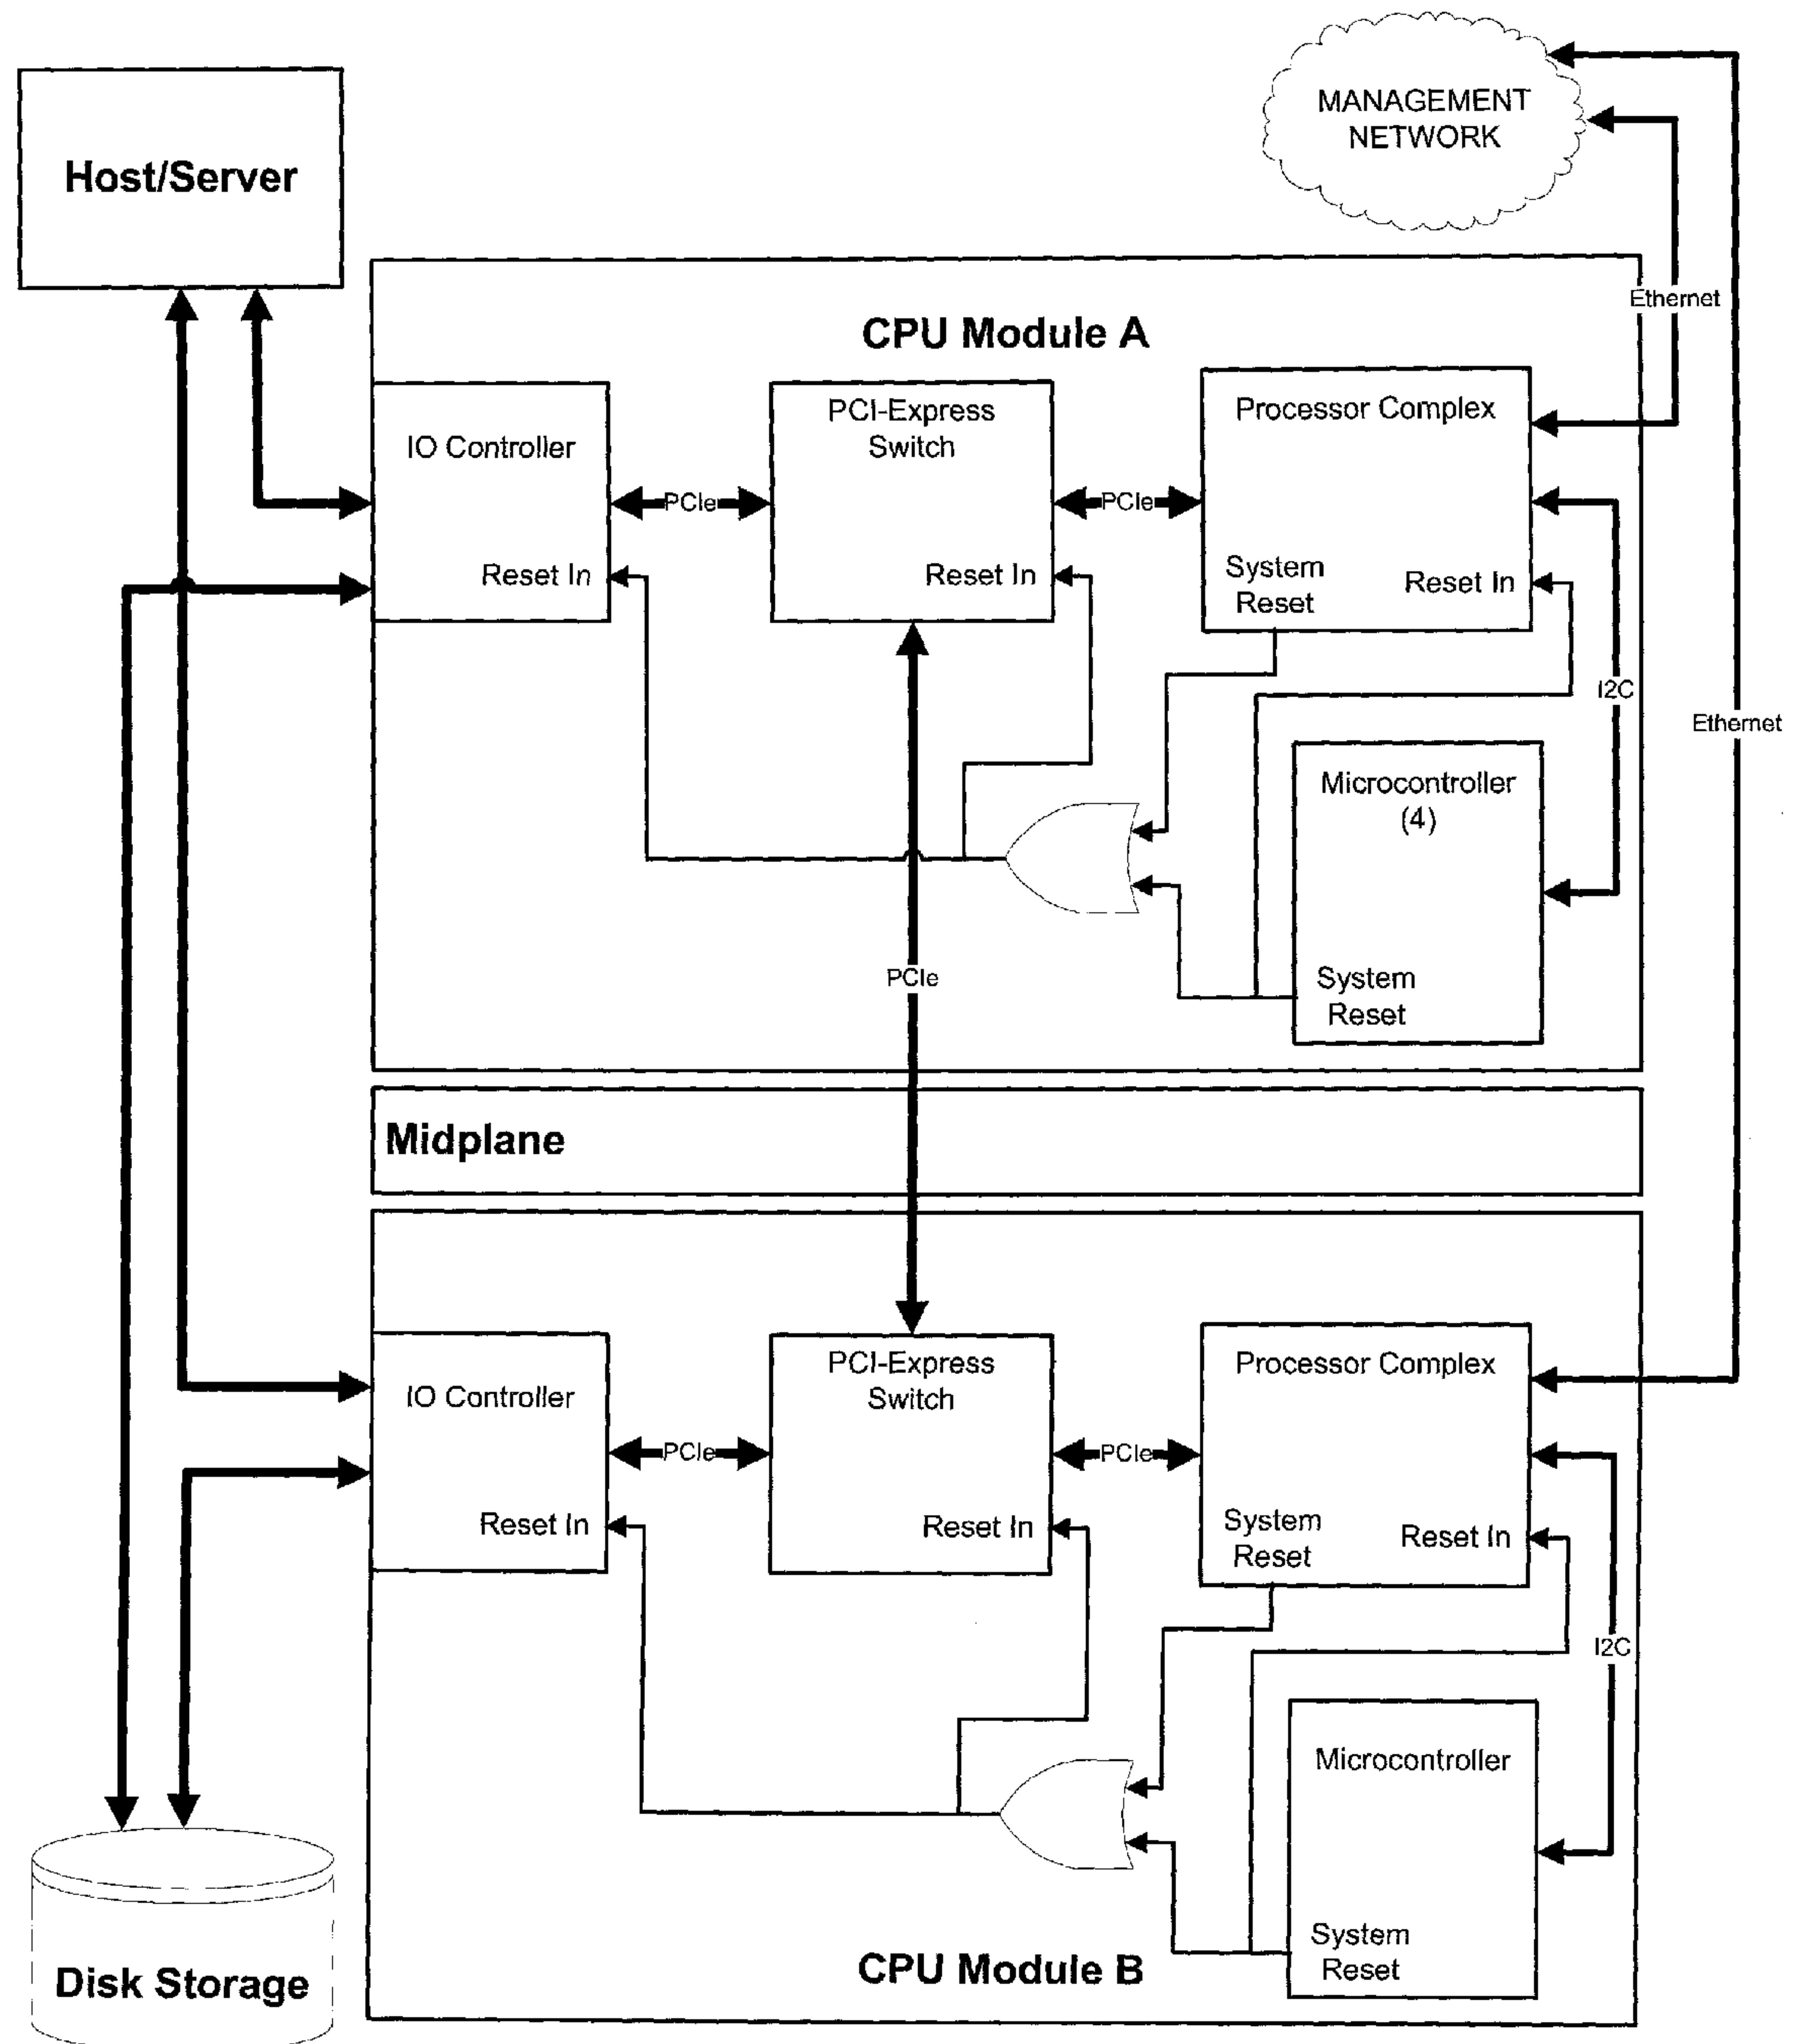 MANAGEMENT
NETWORK
Host/Server
Ethernet
CPU Module A
IO Controller
PCI-Express
Switch
Processor Complex
PCIe
PCIe
Reset In
Reset In
System
Reset
Reset In
I2C
Ethernet
Microcontroller
(4)
PCIe
System
Reset
Midplane
IO Controller
PCI-Express
Switch
Processor Complex
PCIe
PCIe
Reset In
Reset In
System
Reset
Reset In
I2C
Microcontroller
System
Reset
CPU Module B
Disk Storage